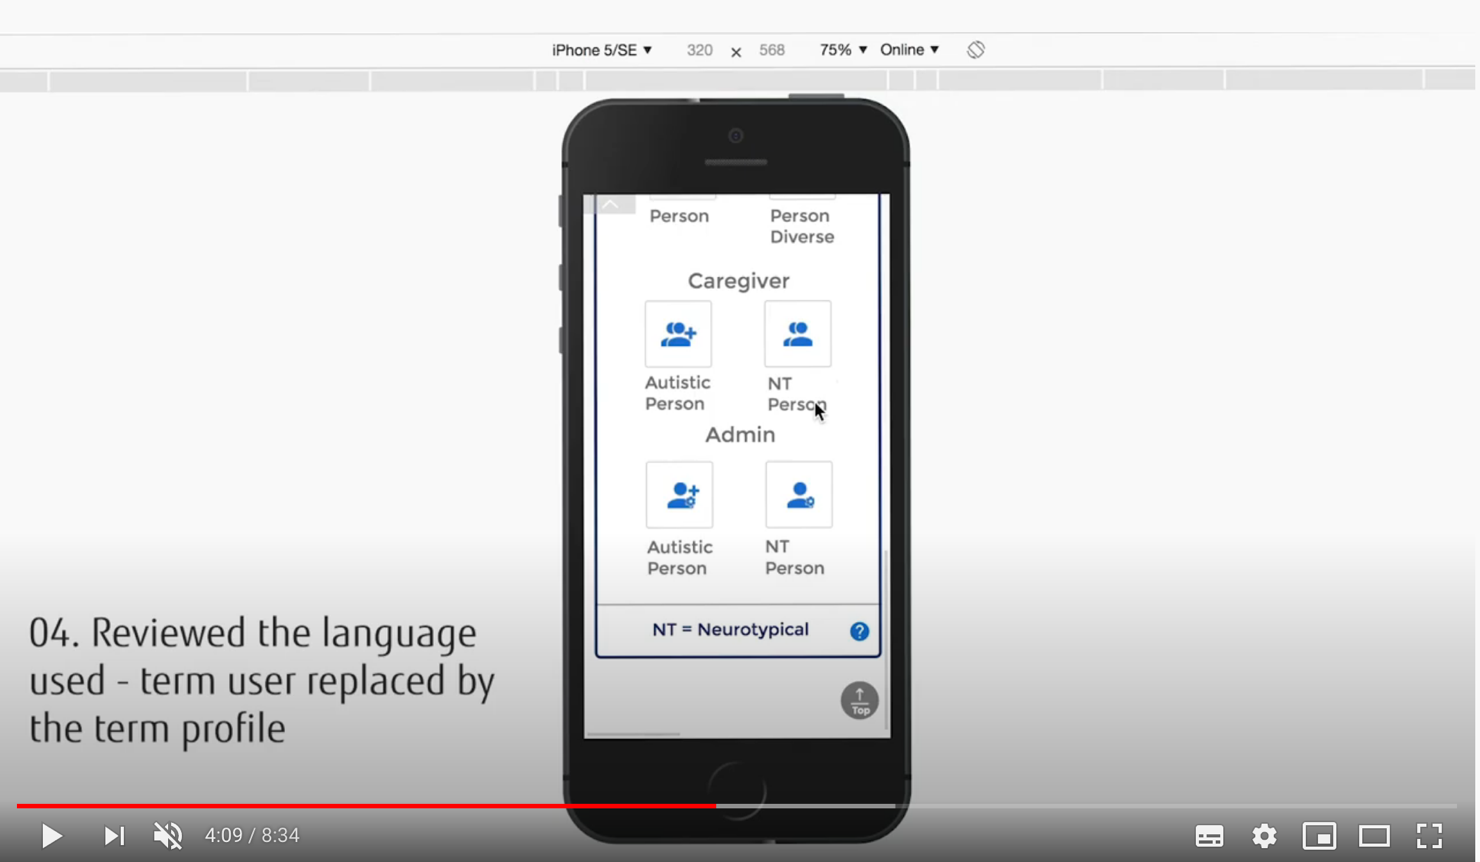 iPhone 5/SE ▼ 320 × 568 75% ▼ Online ▼
Person Person
Diverse
Caregiver
Autistic NT
Person Person
Admin
Autistic NT
Person Person
NT = Neurotypical ?
Top
04. Reviewed the language
used - term user replaced by
the term profile
4:09 / 8:34